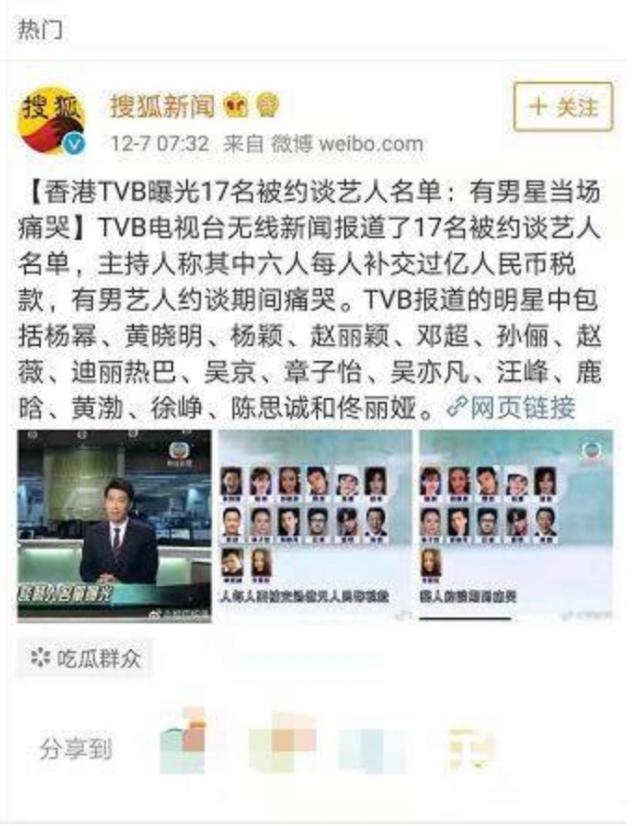 热门
搜狐
搜狐新闻
+ 关注
12-7 07:32 来自 微博 weibo.com
【香港TVB曝光17名被约谈艺人名单：有男星当场
痛哭】TVB电视台无线新闻报道了17名被约谈艺人
名单，主持人称其中六人每人补交过亿人民币税
款，有男艺人约谈期间痛哭。TVB报道的明星中包
括杨幂、黄晓明、杨颖、赵丽颖、邓超、孙俪、赵
薇、迪丽热巴、吴京、章子怡、吴亦凡、汪峰、鹿
晗、黄渤、徐峥、陈思诚和佟丽娅。网页链接
吃瓜群众
分享到